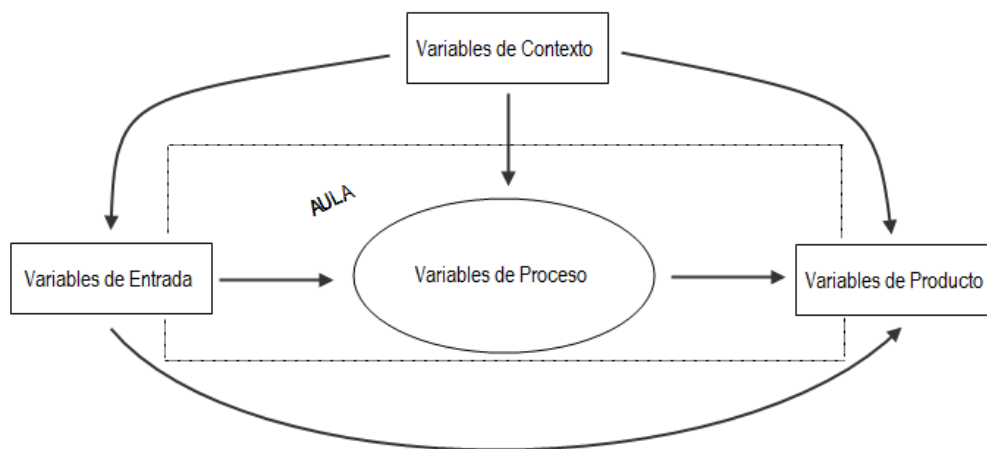 Variables de Contexto
AULA
Variables de Entrada
Variables de Proceso
Variables de Producto